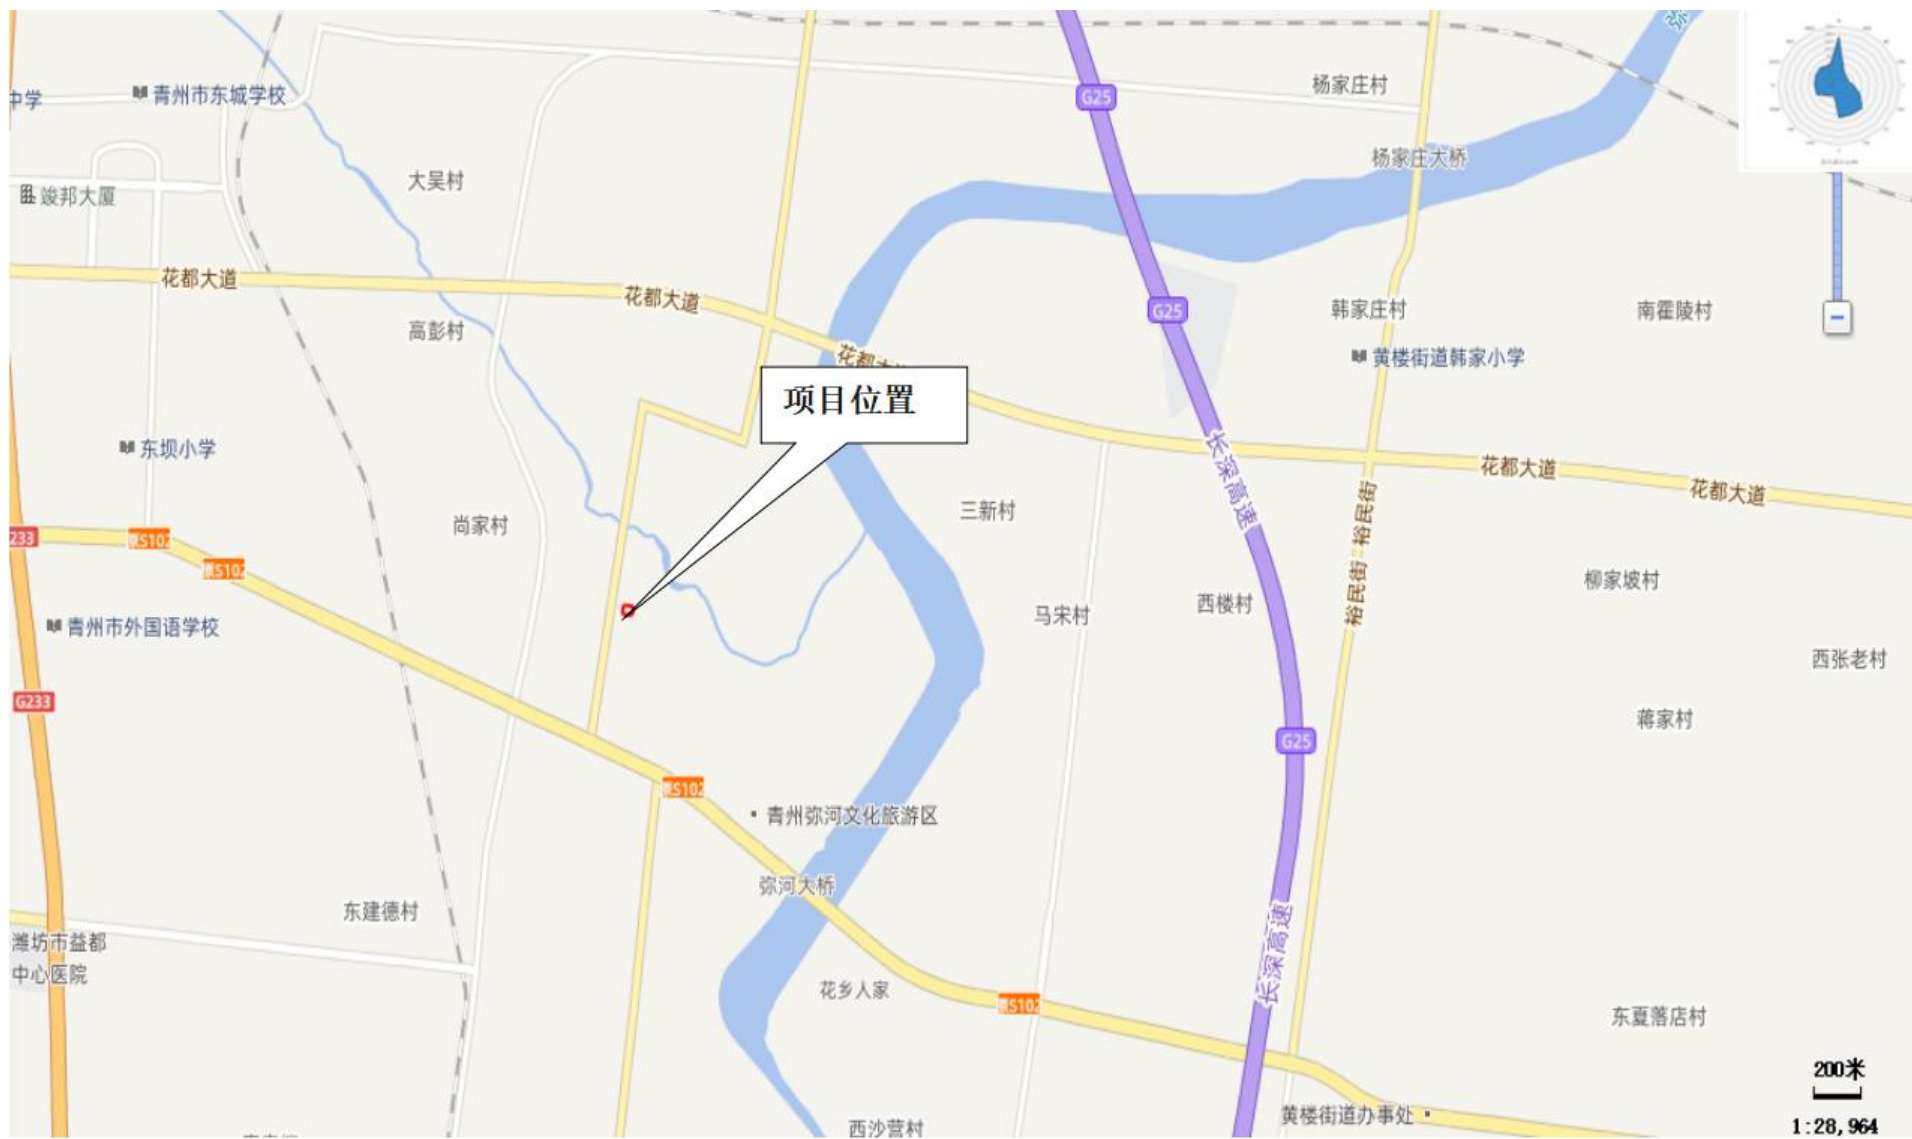 弥
G25
杨家庄村
中学
青州市东城学校
杨家庄大桥
大吴村
竣邦大厦
花都大道
花都大道
G25
韩家庄村
南霍陵村
高彭村
花都大
黄楼街道韩家小学
项目位置
东坝小学
长深高速
花都大道
花都大道
三新村
尚家村
裕民街
233
S102
S102
裕民街
柳家坡村
西楼村
马宋村
青州市外国语学校
西张老村
G233
蒋家村
G25
S102
青州弥河文化旅游区
弥河大桥
东建德村
长深高速
潍坊市益都
中心医院
花乡人家
S102
东夏落店村
200米
黄楼街道办事处
西沙营村
1:28,964